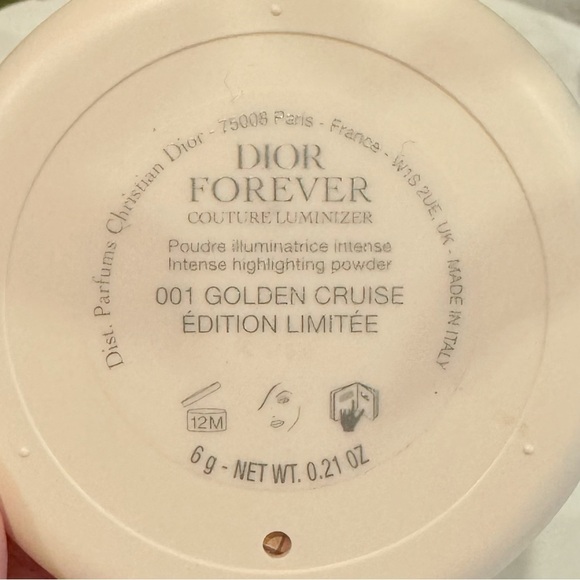 Dist. Parfums Christian Dior - 75008 Paris - France - W1S 2UE, UK - MADE IN ITALY
DIOR
FOREVER
COUTURE LUMINIZER
Poudre illuminatrice intense
Intense highlighting powder
001 GOLDEN CRUISE
ÉDITION LIMITÉE
12M
6 g - NET WT. 0.21 OZ